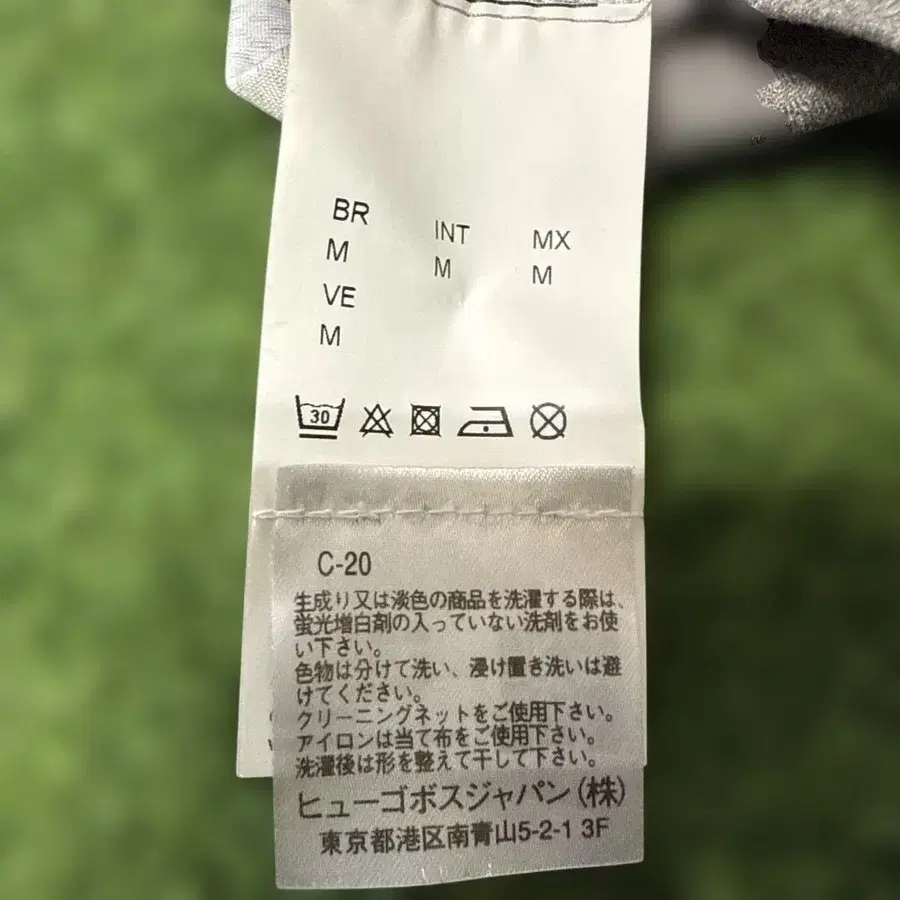 BR INT MX
M M M
VE
M
30
C-20
生成り又は淡色の商品を洗濯する際は、
蛍光増白剤の入っていない洗剤をお使
い下さい。
色物は分けて洗い、浸け置き洗いは避
けてください。
クリーニングネットをご使用下さい。
アイロンは当て布をご使用下さい。
洗濯後は形を整えて干して下さい。
ヒューゴボスジャパン(株)
東京都港区南青山5-2-1 3F